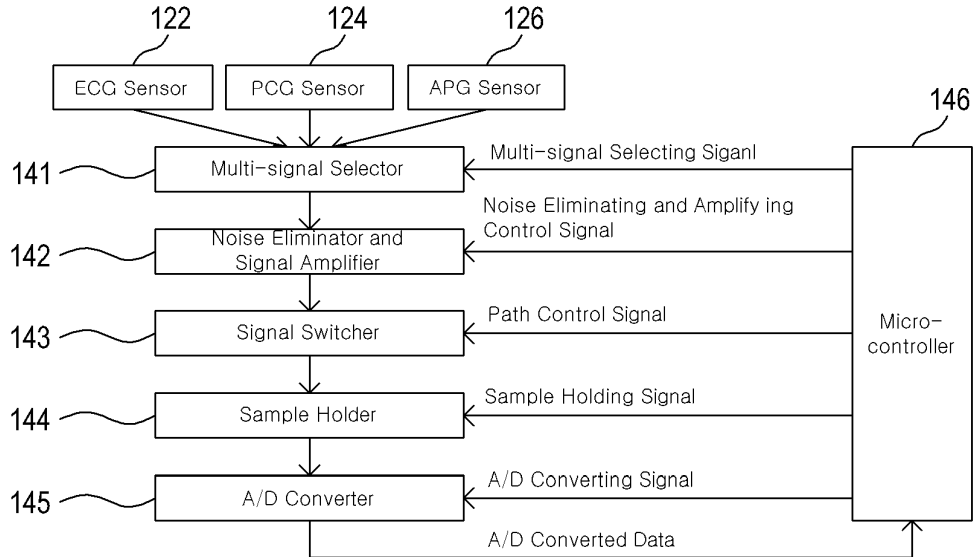 122
124
126
ECG Sensor
PCG Sensor
APG Sensor
146
141
Multi-signal Selector
Multi-signal Selecting Siganl
142
Noise Eliminator and
Signal Amplifier
Noise Eliminating and Amplify ing
Control Signal
143
Signal Switcher
Path Control Signal
Micro-
controller
144
Sample Holder
Sample Holding Signal
145
A/D Converter
A/D Converting Signal
A/D Converted Data